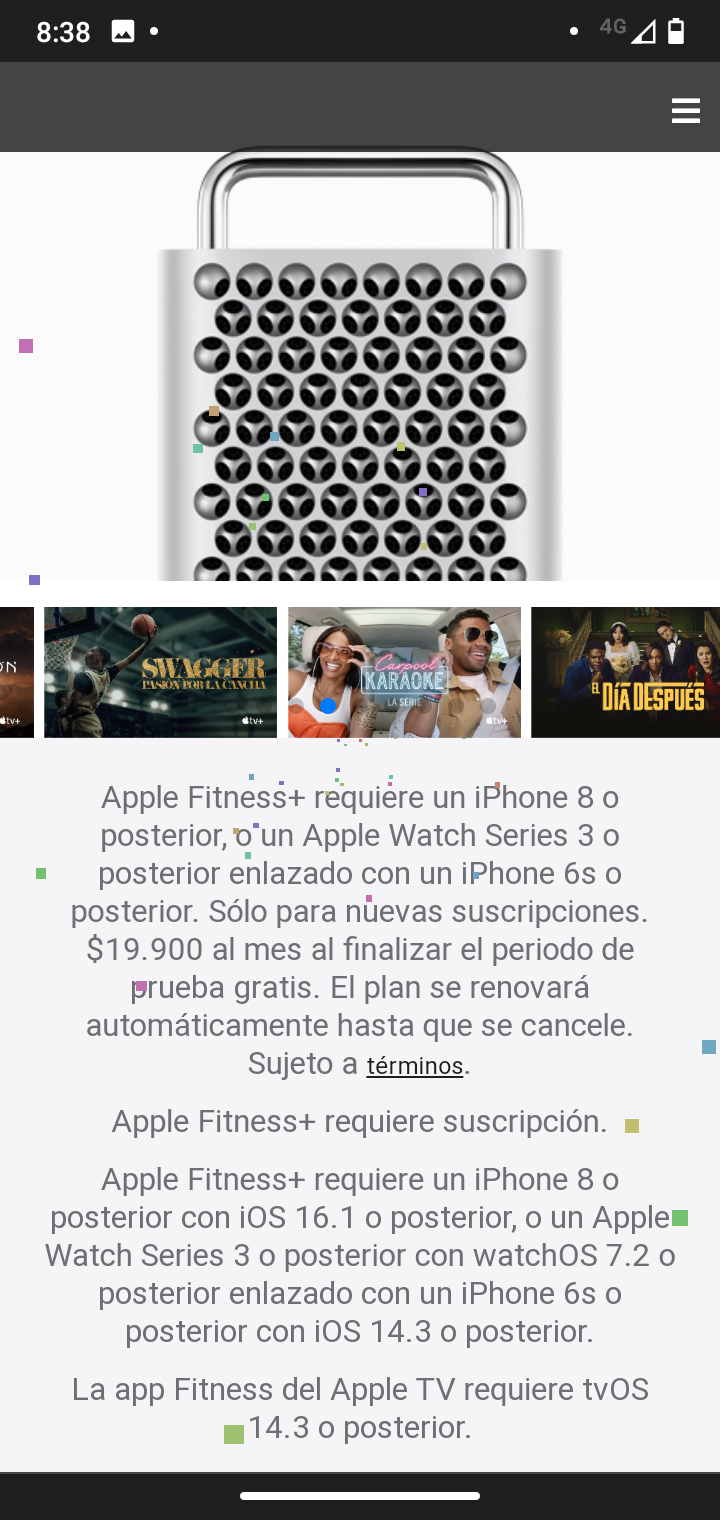 8:38
4G
ON
tv+
SWAGGER
PASIÓN POR LA CANCHA
tv+
Carpool
KARAOKE
LA SERIE
tv+
EL DÍA DESPUÉS
Apple Fitness+ requiere un iPhone 8 o
posterior, o un Apple Watch Series 3 o
posterior enlazado con un iPhone 6s o
posterior. Sólo para nuevas suscripciones.
$19.900 al mes al finalizar el periodo de
prueba gratis. El plan se renovará
automáticamente hasta que se cancele.
Sujeto a términos.
Apple Fitness+ requiere suscripción.
Apple Fitness+ requiere un iPhone 8 o
posterior con iOS 16.1 o posterior, o un Apple
Watch Series 3 o posterior con watchOS 7.2 o
posterior enlazado con un iPhone 6s o
posterior con iOS 14.3 o posterior.
La app Fitness del Apple TV requiere tvOS
14.3 o posterior.